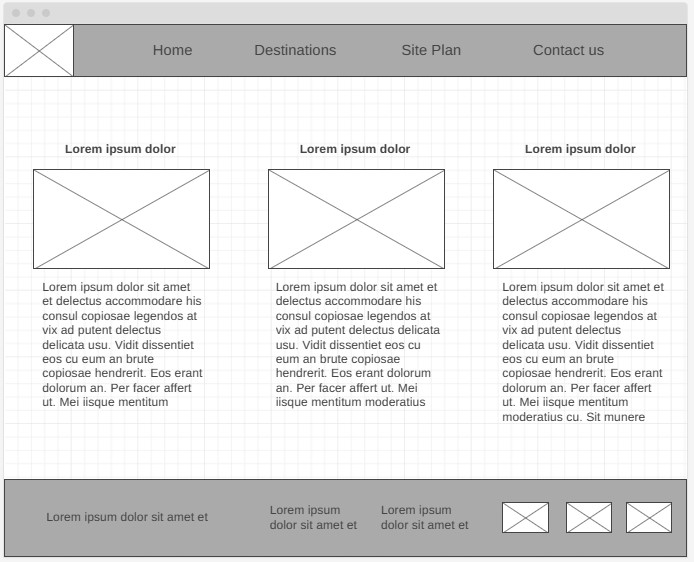 Home
Destinations
Site Plan
Contact us
Lorem ipsum dolor
Lorem ipsum dolor
Lorem ipsum dolor
Lorem ipsum dolor sit amet
et delectus accommodare his
consul copiosae legendos at
vix ad putent delectus
delicata usu. Vidit dissentiet
eos cu eum an brute
copiosae hendrerit. Eos erant
dolorum an. Per facer affert
ut. Mei iisque mentitum
Lorem ipsum dolor sit amet et
delectus accommodare his
consul copiosae legendos at
vix ad putent delectus delicata
usu. Vidit dissentiet eos cu
eum an brute copiosae
hendrerit. Eos erant dolorum
an. Per facer affert ut. Mei
iisque mentitum moderatius
Lorem ipsum dolor sit amet et
delectus accommodare his
consul copiosae legendos at
vix ad putent delectus
delicata usu. Vidit dissentiet
eos cu eum an brute
copiosae hendrerit. Eos erant
dolorum an. Per facer affert
ut. Mei iisque mentitum
moderatius cu. Sit munere
Lorem ipsum dolor sit amet et
Lorem ipsum
dolor sit amet et
Lorem ipsum
dolor sit amet et